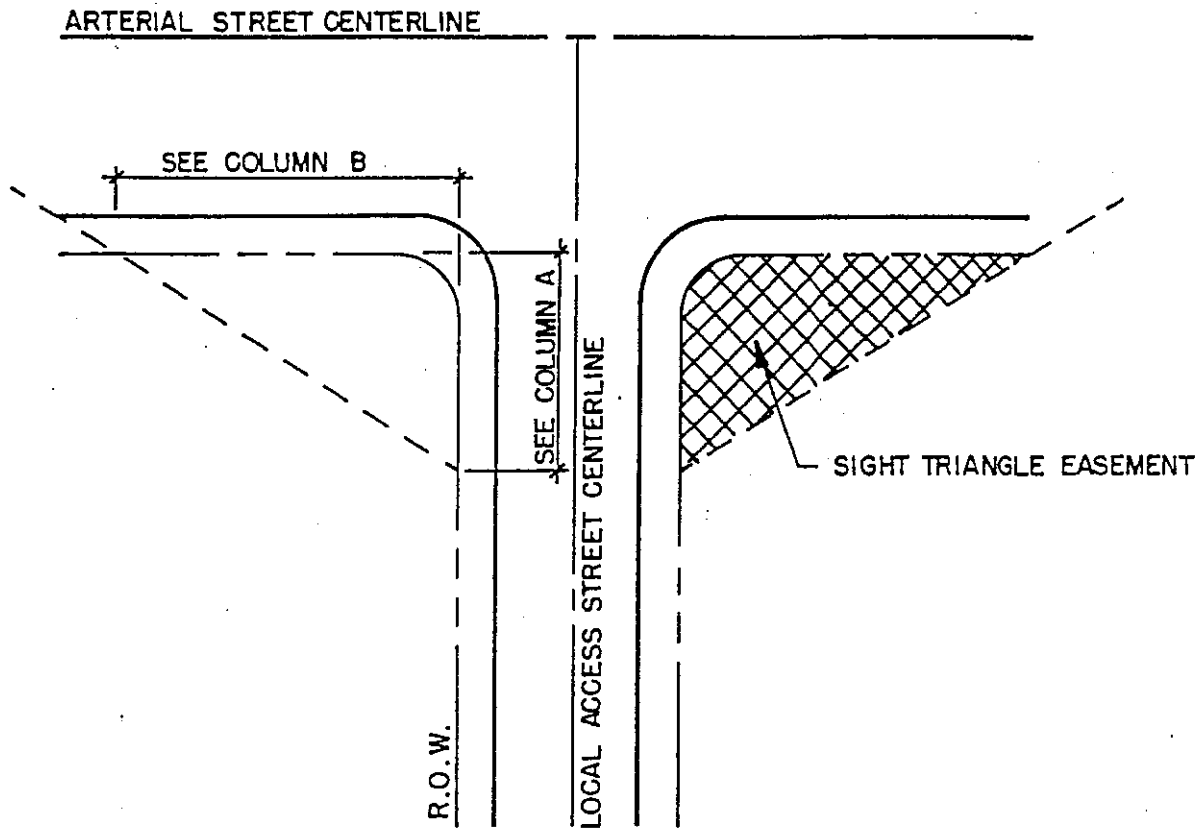 ARTERIAL STREET CENTERLINE
SEE COLUMN B
SEE COLUMN A
LOCAL ACCESS STREET CENTERLINE
SIGHT TRIANGLE EASEMENT
R.O.W.